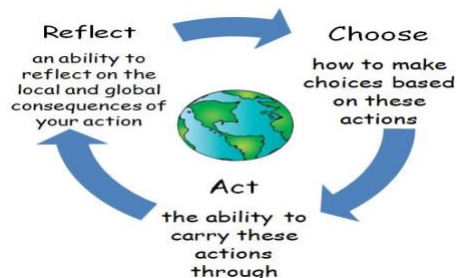 Reflect
an ability to
reflect on the
local and global
consequences of
your action
Choose
how to make
choices based
on these
actions
Act
the ability to
carry these
actions
through